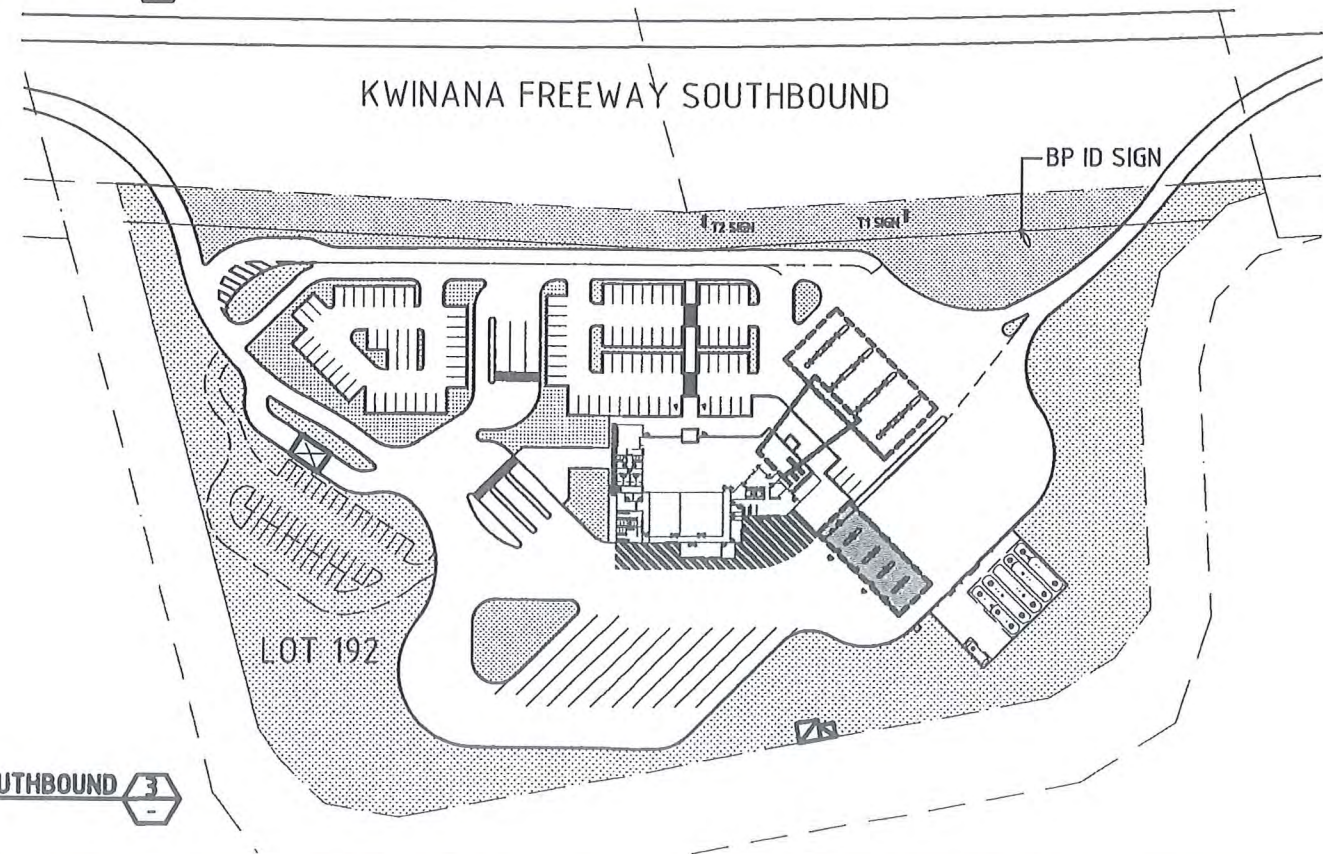 KWINANA FREEWAY SOUTHBOUND
BP ID SIGN
T2 SIGN
T1 SIGN
LOT 192
UTHBOUND 3
-